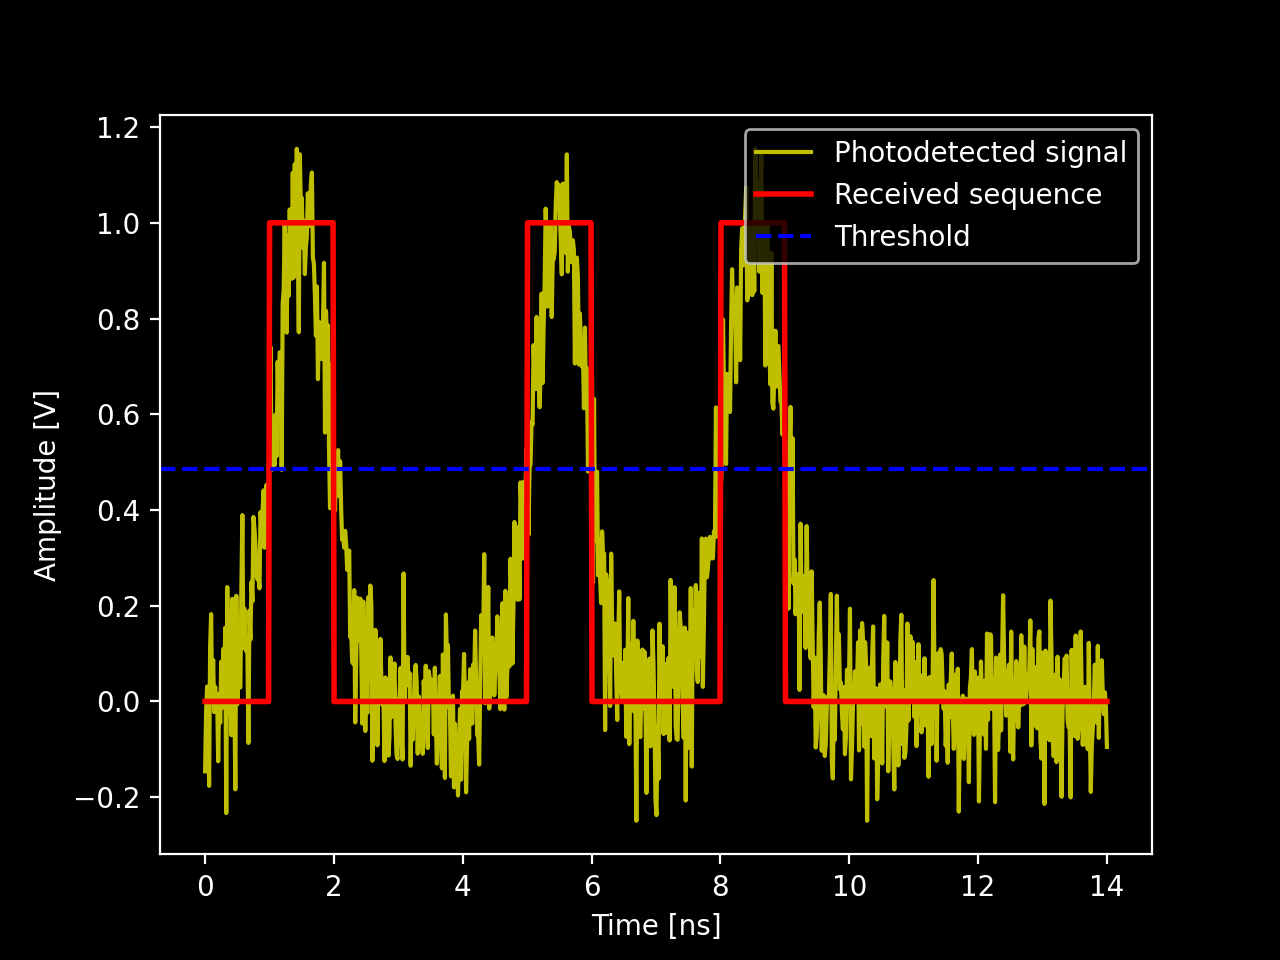 1.2
1.0
0.8
0.6
0.4
0.2
0.0
−0.2
Amplitude [V]
Photodetected signal
Received sequence
Threshold
0 2 4 6 8 10 12 14
Time [ns]